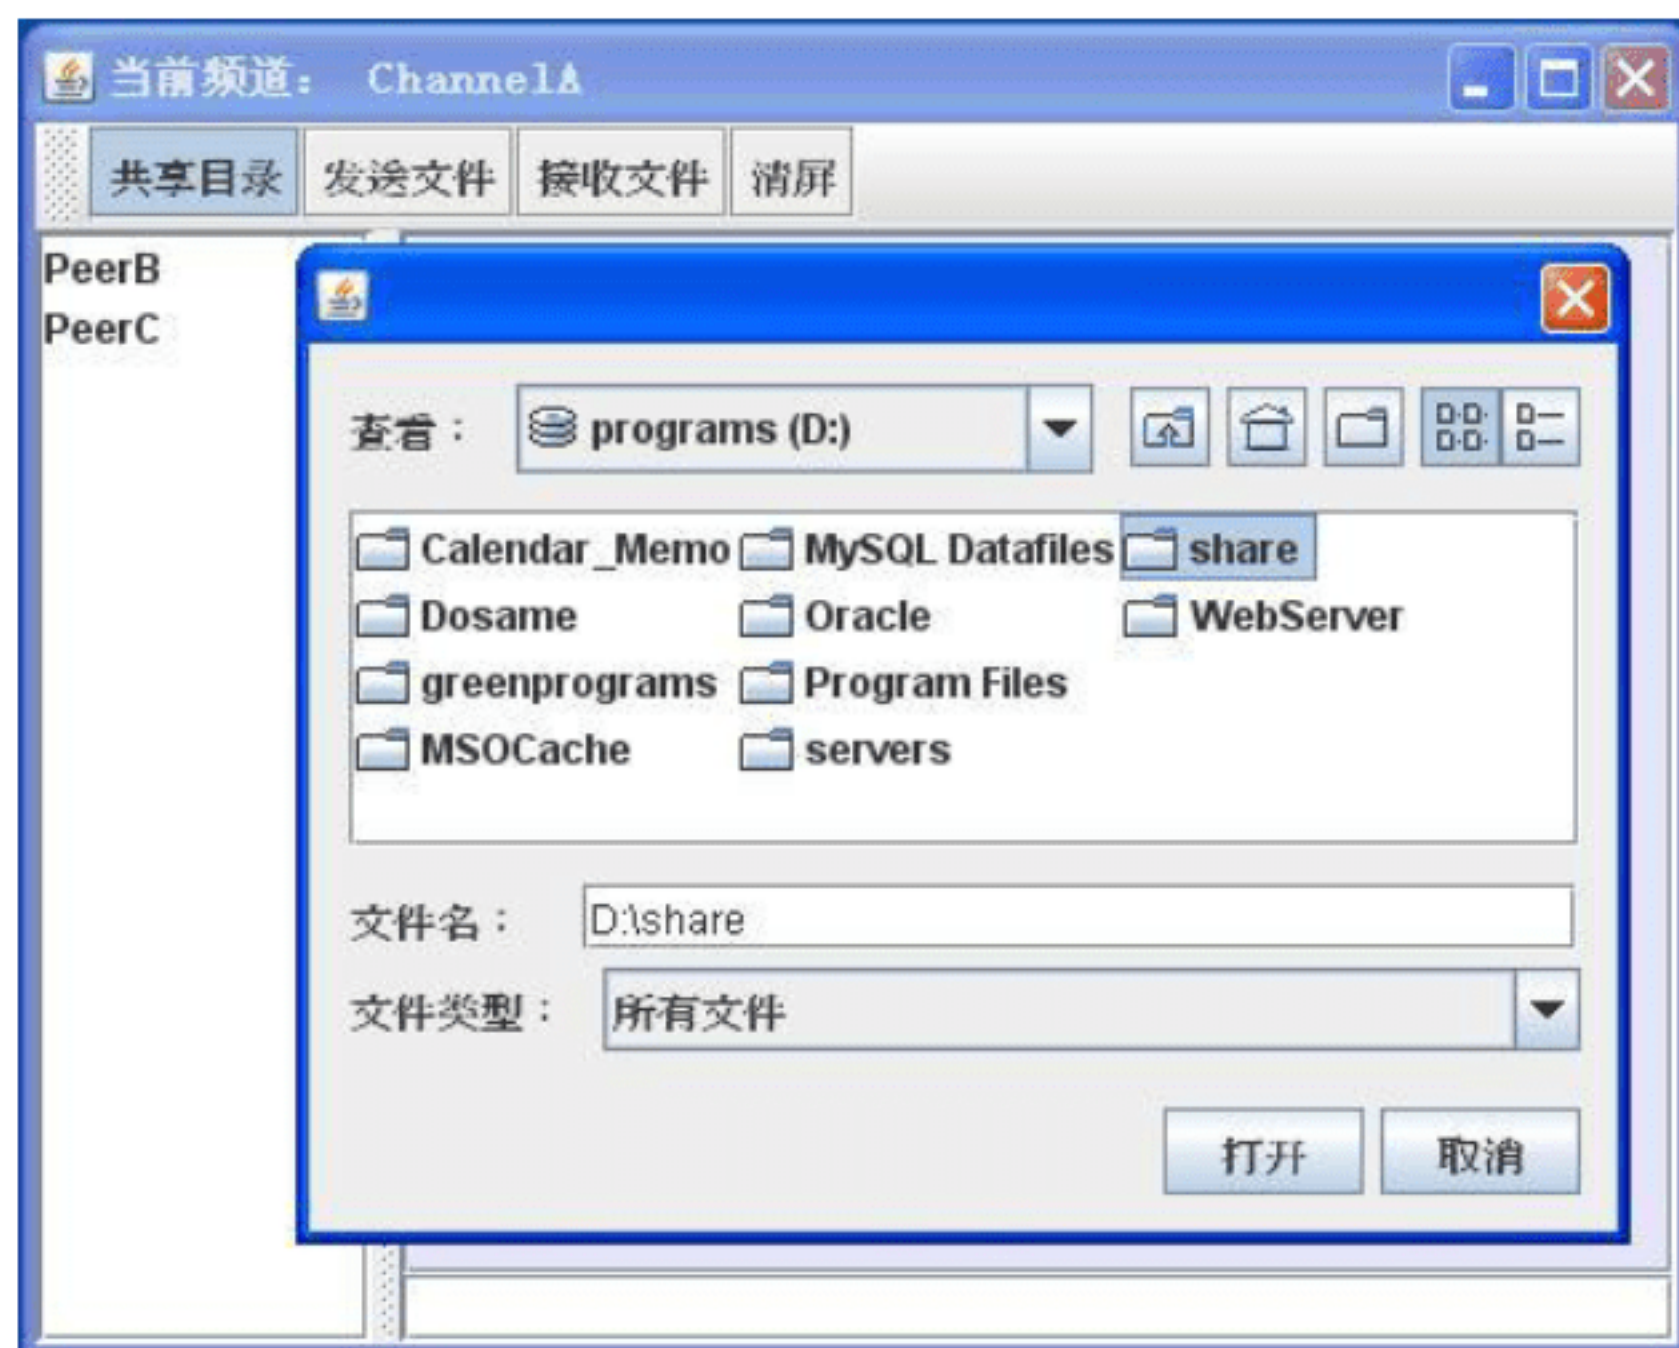 当前频道： ChannelA
共享目录 发送文件 接收文件 清屏
PeerB
PeerC
查看： programs (D:)
Calendar_Memo MySQL Datafiles share
Dosame Oracle WebServer
greenprograms Program Files
MSOCache servers
文件名： D:\share
文件类型： 所有文件
打开 取消